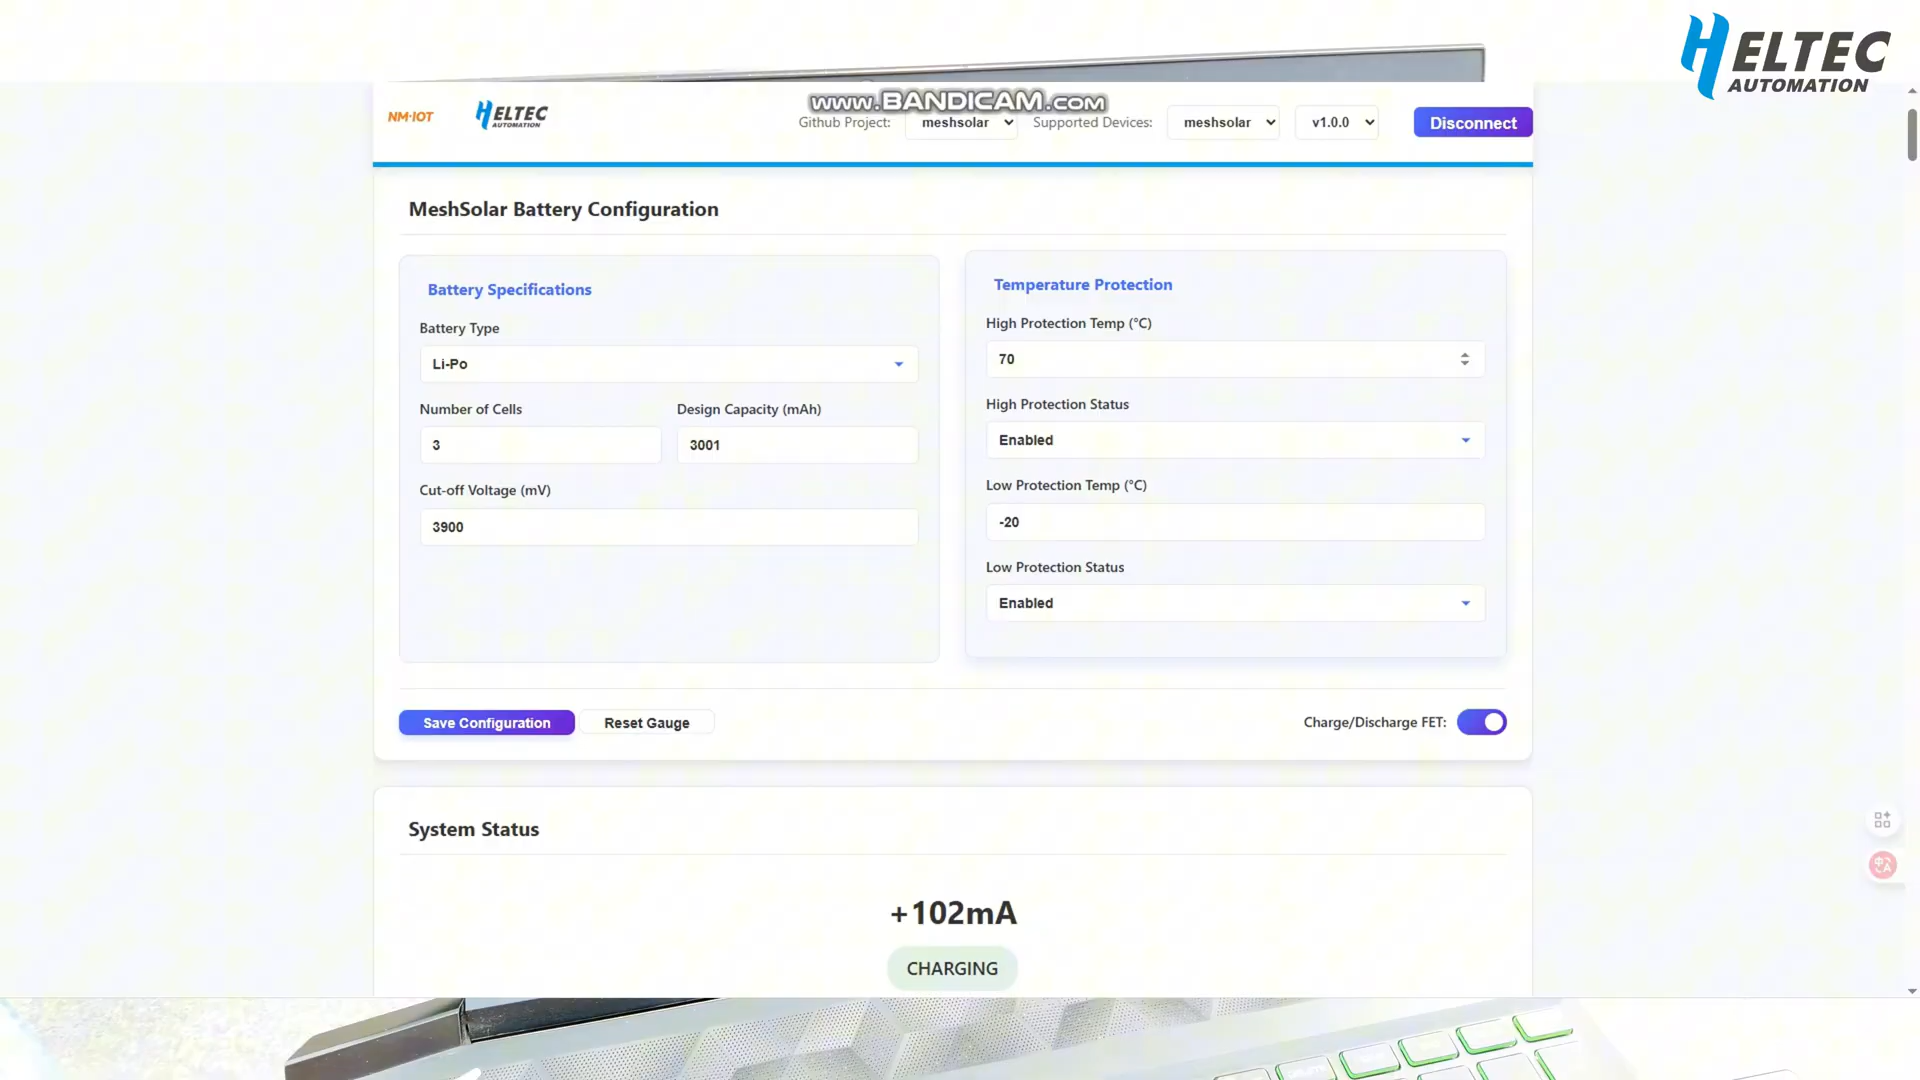 HELTEC
AUTOMATION
www.BANDICAM.com
NM·IOT
HELTEC
AUTOMATION
Github Project:
meshsolar
Supported Devices:
meshsolar
v1.0.0
Disconnect
MeshSolar Battery Configuration
Battery Specifications
Battery Type
Li-Po
Number of Cells
Design Capacity (mAh)
3
3001
Cut-off Voltage (mV)
3900
Temperature Protection
High Protection Temp (°C)
70
High Protection Status
Enabled
Low Protection Temp (°C)
-20
Low Protection Status
Enabled
Save Configuration
Reset Gauge
Charge/Discharge FET:
System Status
+102mA
CHARGING